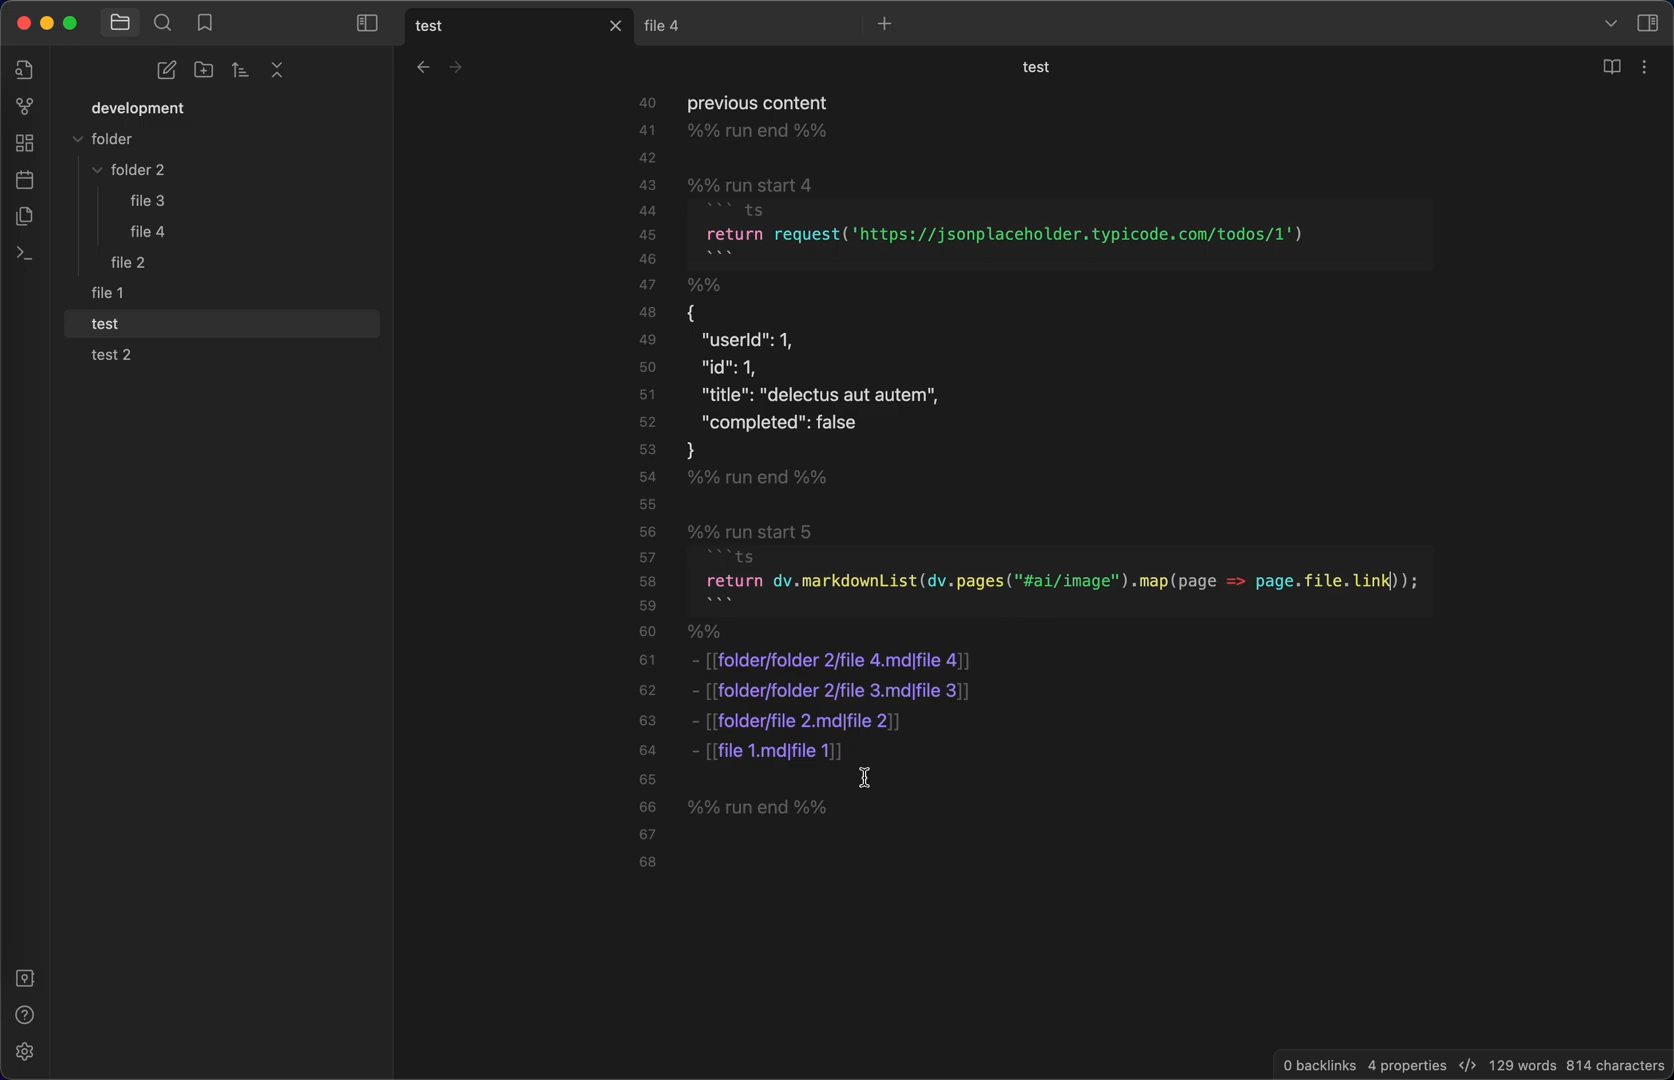 test
file 4
test
development
folder
folder 2
file 3
file 4
file 2
file 1
test
test 2
40 previous content
41 %% run end %%
42
43 %% run start 4
44 ``` ts
45 return request('https://jsonplaceholder.typicode.com/todos/1')
46 ```
47 %%
48 {
49 "userId": 1,
50 "id": 1,
51 "title": "delectus aut autem",
52 "completed": false
53 }
54 %% run end %%
55
56 %% run start 5
57 ```ts
58 return dv.markdownList(dv.pages("#ai/image").map(page => page.file.link));
59 ```
60 %%
61 - [[folder/folder 2/file 4.md|file 4]]
62 - [[folder/folder 2/file 3.md|file 3]]
63 - [[folder/file 2.md|file 2]]
64 - [[file 1.md|file 1]]
65
66 %% run end %%
67
68
0 backlinks 4 properties </> 129 words 814 characters